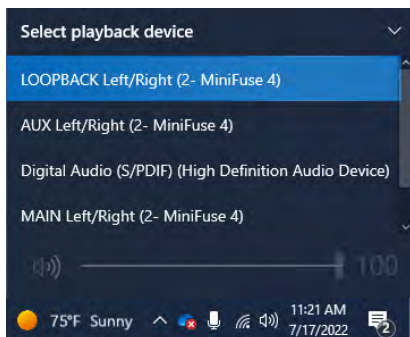 Select playback device
LOOPBACK Left/Right (2- MiniFuse 4)
AUX Left/Right (2- MiniFuse 4)
Digital Audio (S/PDIF) (High Definition Audio Device)
MAIN Left/Right (2- MiniFuse 4)
100
75°F Sunny
11:21 AM
7/17/2022
2